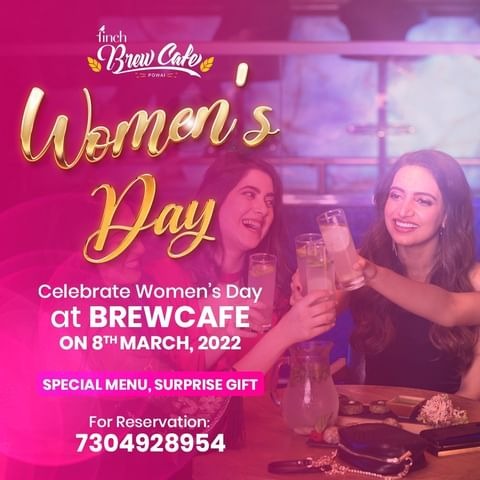 finch
Brew Cafe
POWAI
Women's
Day
Celebrate Women's Day
at BREWCAFE
ON 8TH MARCH, 2022
SPECIAL MENU, SURPRISE GIFT
For Reservation:
7304928954